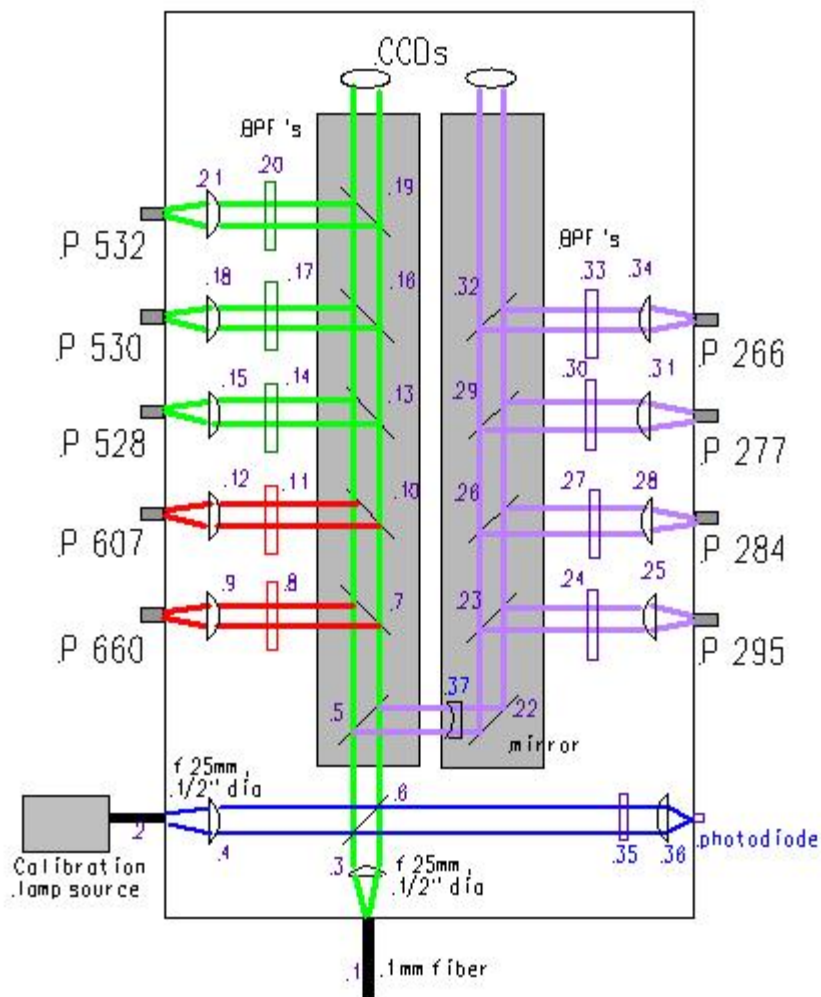 .CCDs
.BPF's
.20
.21
.19
.P 532
.BPF's
.18
.17
.16
.32
.33
.34
.P 530
.P 266
.15
.14
.13
.29
.30
.31
.P 528
.P 277
.12
.11
.10
.26
.27
.28
.P 607
.P 284
.9
.8
.7
.23
.24
.25
.P 660
.P 295
.5
.37
.22
.mirror
f 25mm,
.1/2" dia
.6
.2
.4
.35
.36
.photodiode
Calibration
.lamp source
.3
f 25mm,
.1/2" dia
.1
.1mm fiber